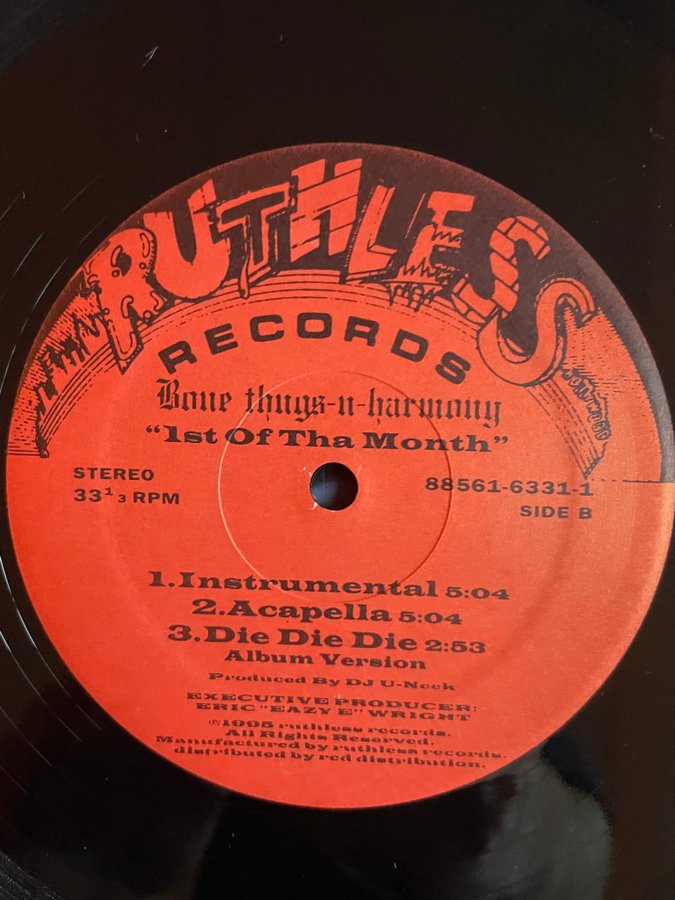 RUTHLESS
RECORDS
Bone thugs-n-harmony
"1st Of Tha Month"
STEREO
33 1 3 RPM
88561-6331-1
SIDE B
1.Instrumental 5:04
2.Acapella 5:04
3.Die Die Die 2:53
Album Version
Produced By DJ U-Neek
EXECUTIVE PRODUCER:
ERIC "EAZY E" WRIGHT
℗1995 ruthless records.
All Rights Reserved.
Manufactured by ruthless records.
distributed by red distribution.